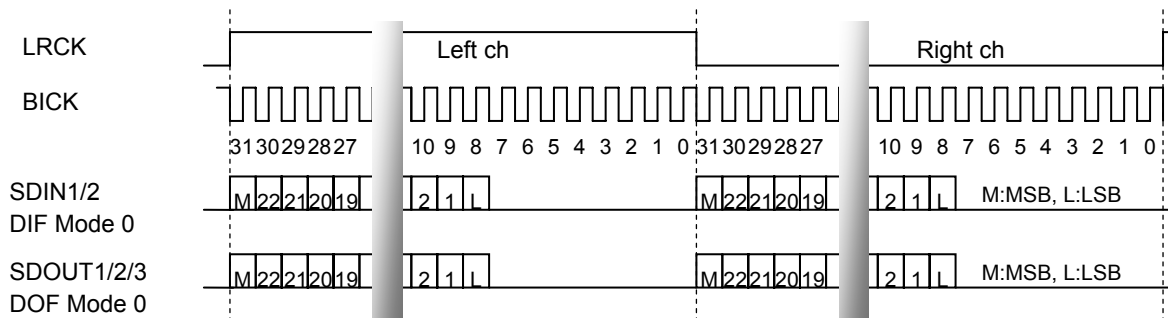 LRCK
Left ch
Right ch
BICK
31 30 29 28 27 10 9 8 7 6 5 4 3 2 1 0 31 30 29 28 27 10 9 8 7 6 5 4 3 2 1 0
SDIN1/2
DIF Mode 0
M 22 21 20 19 2 1 L M 22 21 20 19 2 1 L M:MSB, L:LSB
SDOUT1/2/3
DOF Mode 0
M 22 21 20 19 2 1 L M 22 21 20 19 2 1 L M:MSB, L:LSB